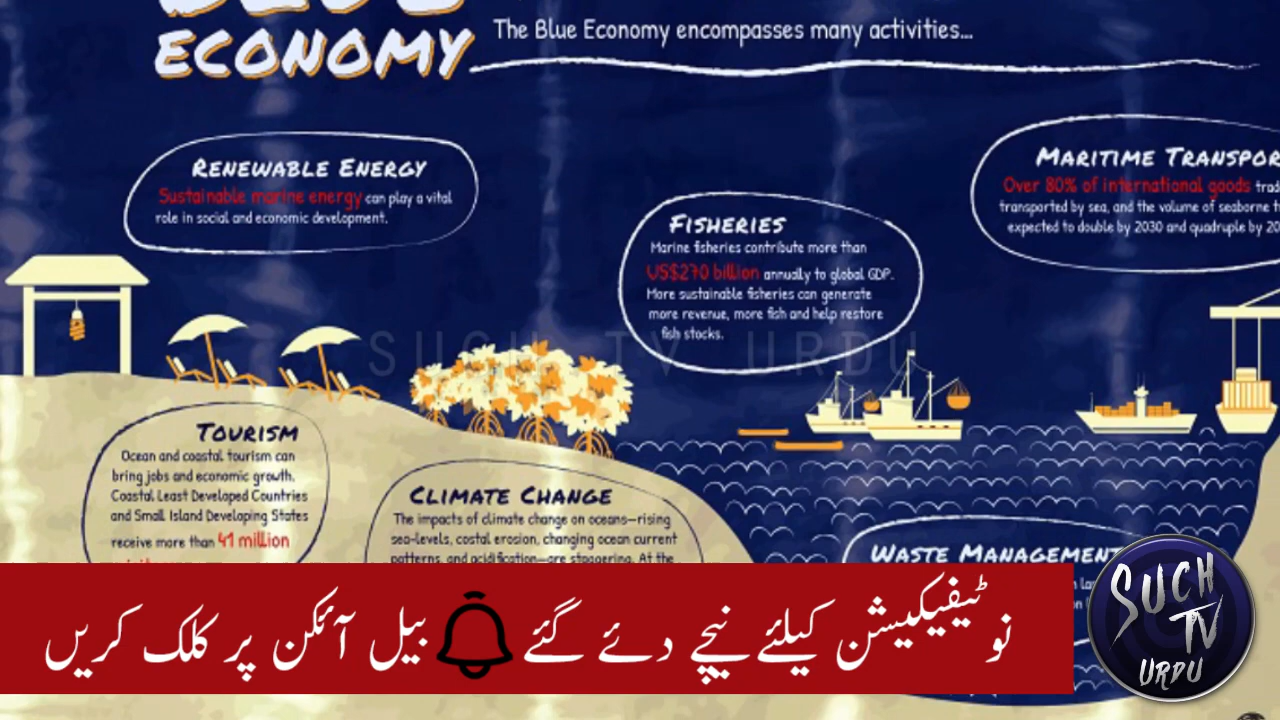 BLUE
ECONOMY
The Blue Economy encompasses many activities...
RENEWABLE ENERGY
Sustainable marine energy can play a vital
role in social and economic development.
FISHERIES
Marine fisheries contribute more than
US$270 billion annually to global GDP.
More sustainable fisheries can generate
more revenue, more fish and help restore
fish stocks.
MARITIME TRANSPOR
Over 80% of international goods trad
transported by sea, and the volume of seaborne t
expected to double by 2030 and quadruple by 20
SUCH TV URDU
TOURISM
Ocean and coastal tourism can
bring jobs and economic growth.
Coastal Least Developed Countries
and Small Island Developing States
receive more than 41 million
CLIMATE CHANGE
The impacts of climate change on oceans—rising
sea-levels, costal erosion, changing ocean current
patterns, and acidification—are staggering. At the
WASTE MANAGEMENT
نوٹیفیکیشن کیلئے نیچے دئے گئے بیل آئکن پر کلک کریں
SUCH
TV
URDU